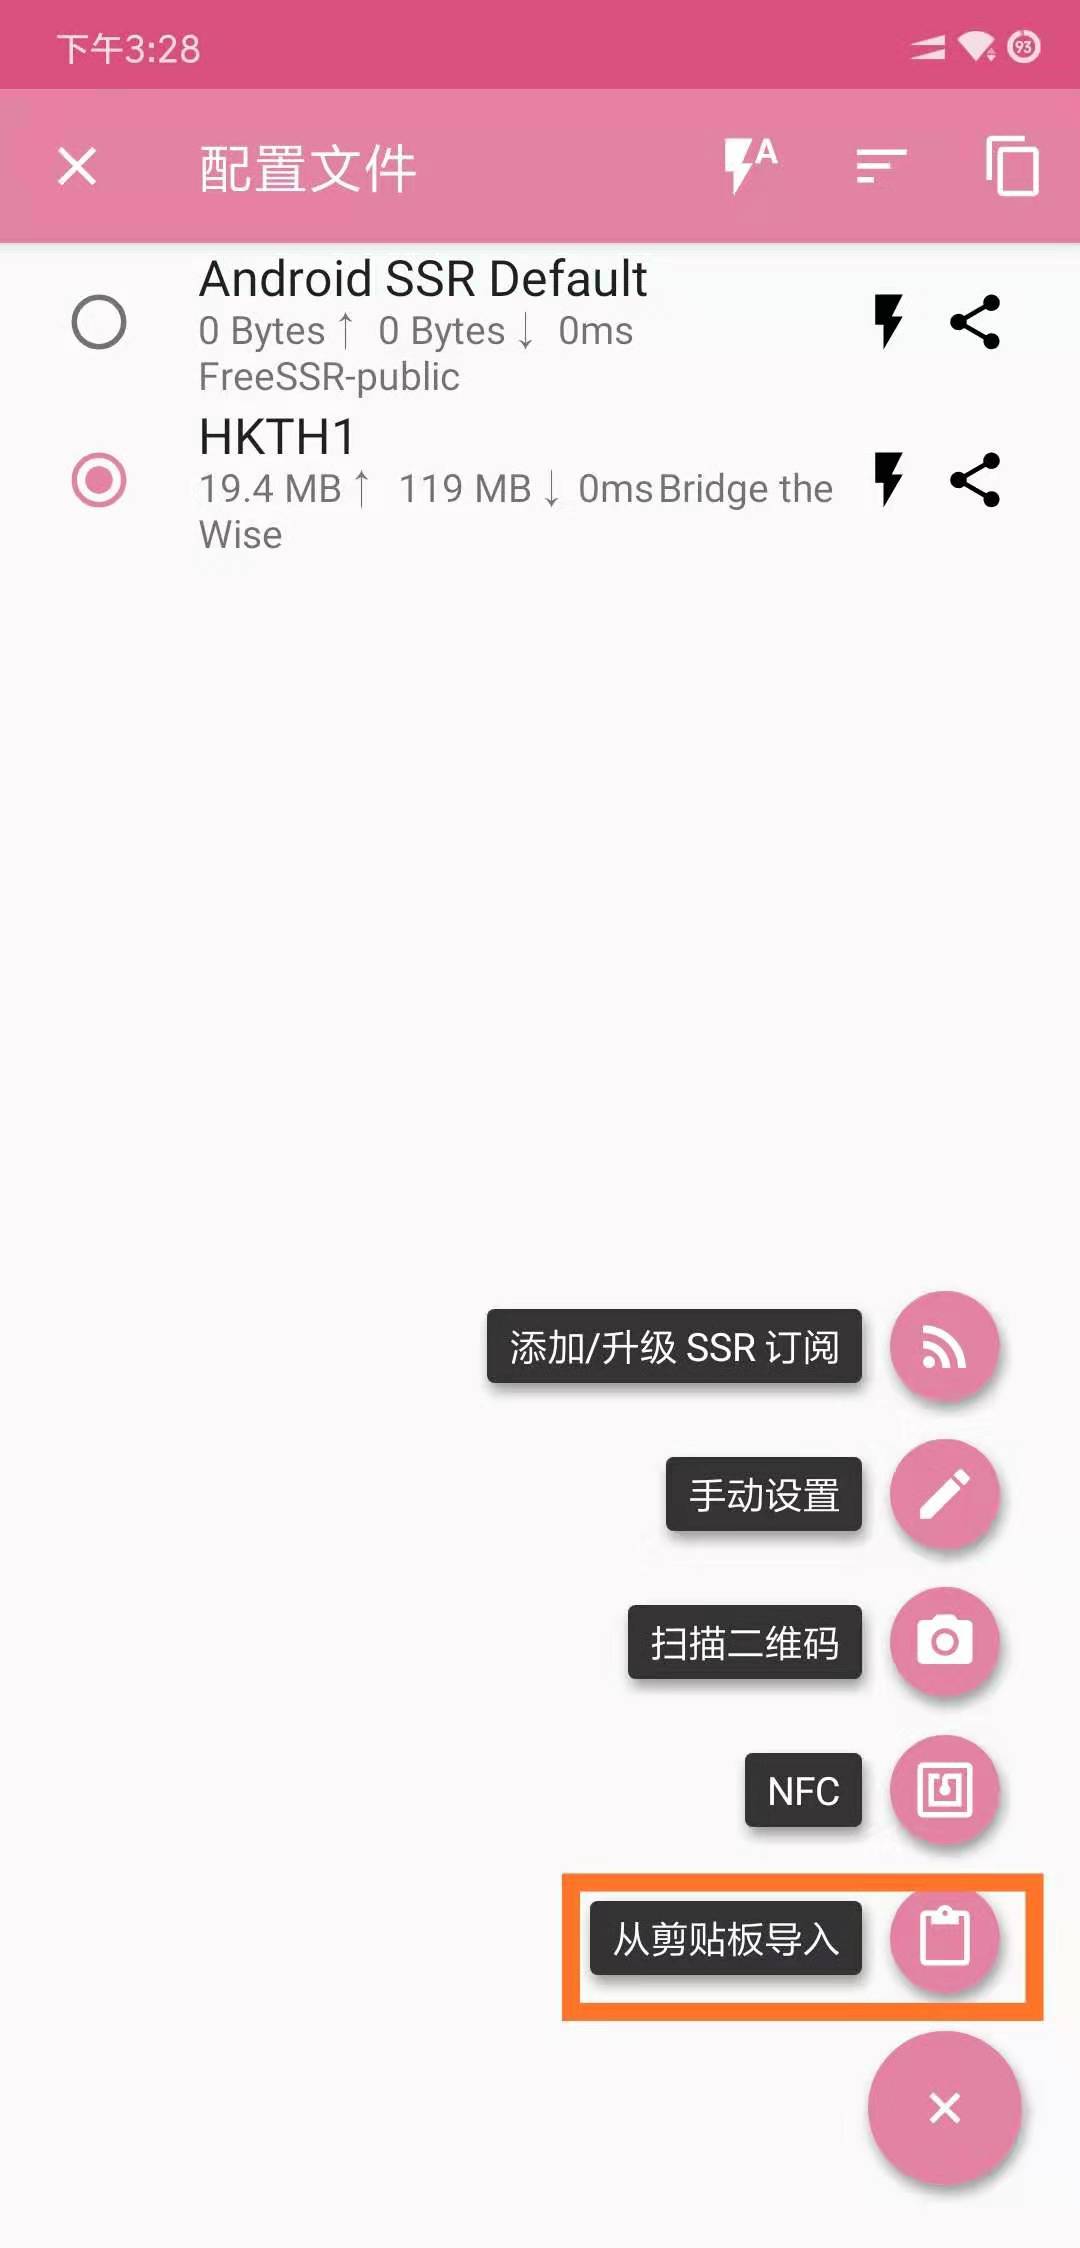 下午3:28
93
配置文件
A
Android SSR Default
0 Bytes↑ 0 Bytes↓ 0ms
FreeSSR-public
HKTH1
19.4 MB↑ 119 MB↓ 0msBridge the
Wise
添加/升级 SSR 订阅
手动设置
扫描二维码
NFC
从剪贴板导入